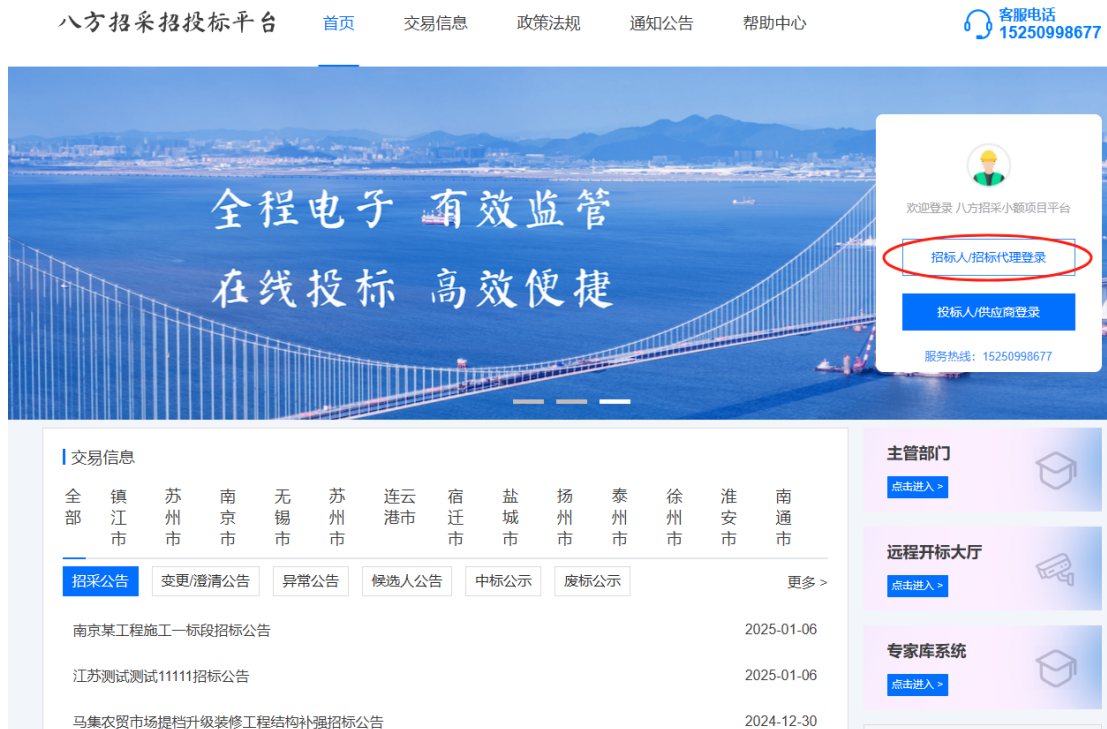 八方招采招投标平台
首页 交易信息 政策法规 通知公告 帮助中心
客服电话
15250998677
全程电子 有效监管
在线投标 高效便捷
欢迎登录 八方招采小额项目平台
招标人/招标代理登录
投标人/供应商登录
服务热线：15250998677
交易信息
全部 镇江市 苏州市 南京市 无锡市 苏州市 连云港市 宿迁市 盐城市 扬州市 泰州市 徐州市 淮安市 南通市
招采公告 变更/澄清公告 异常公告 候选人公告 中标公示 废标公示 更多 >
南京某工程施工一标段招标公告 2025-01-06
江苏测试测试11111招标公告 2025-01-06
马集农贸市场提档升级装修工程结构补强招标公告 2024-12-30
主管部门
点击进入 >
远程开标大厅
点击进入 >
专家库系统
点击进入 >